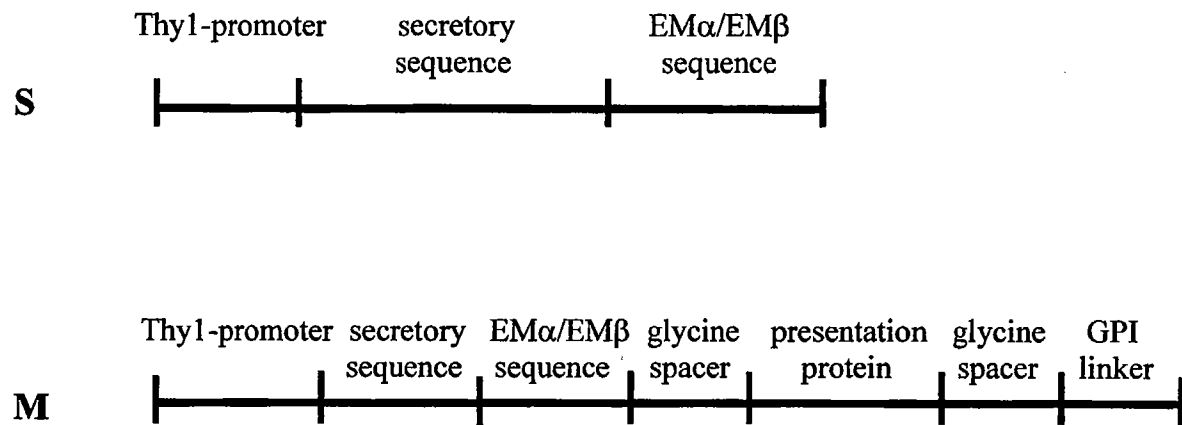 Thy1-promoter secretory EMα/EMβ
sequence sequence
S
Thy1-promoter secretory EMα/EMβ glycine presentation glycine GPI
sequence sequence spacer protein spacer linker
M